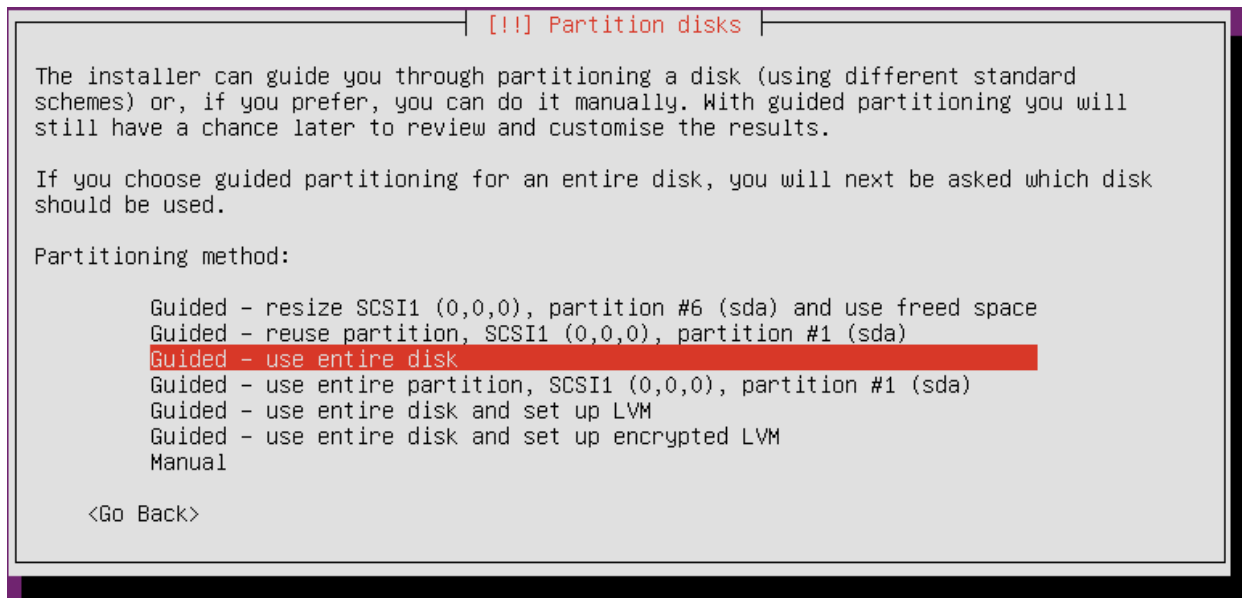 [!!] Partition disks
The installer can guide you through partitioning a disk (using different standard
schemes) or, if you prefer, you can do it manually. With guided partitioning you will
still have a chance later to review and customise the results.
If you choose guided partitioning for an entire disk, you will next be asked which disk
should be used.
Partitioning method:
Guided – resize SCSI1 (0,0,0), partition #6 (sda) and use freed space
Guided – reuse partition, SCSI1 (0,0,0), partition #1 (sda)
Guided – use entire disk
Guided – use entire partition, SCSI1 (0,0,0), partition #1 (sda)
Guided – use entire disk and set up LVM
Guided – use entire disk and set up encrypted LVM
Manual
<Go Back>